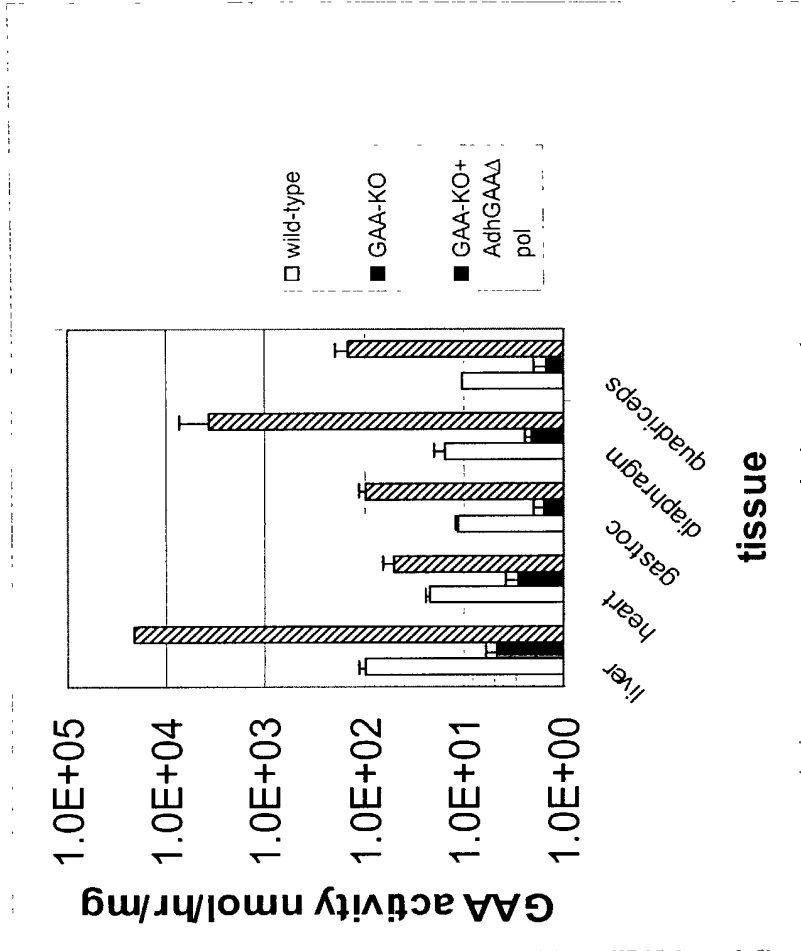 GAA activity nmol/hr/mg
1.0E+05
1.0E+04
1.0E+03
1.0E+02
1.0E+01
1.0E+00
liver
heart
gastroc
diaphragm
quadriceps
tissue
wild-type
GAA-KO
GAA-KO+
AdhGAAΔ
pol